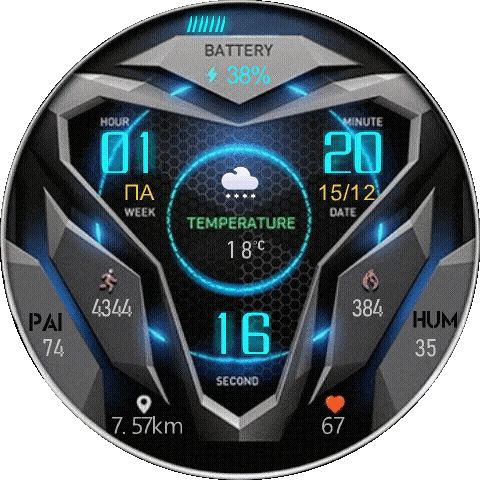 BATTERY
38%
HOUR
MINUTE
01
20
ПА
15/12
WEEK
DATE
TEMPERATURE
18°C
4344
384
PAI
HUM
74
35
16
SECOND
7.57km
67